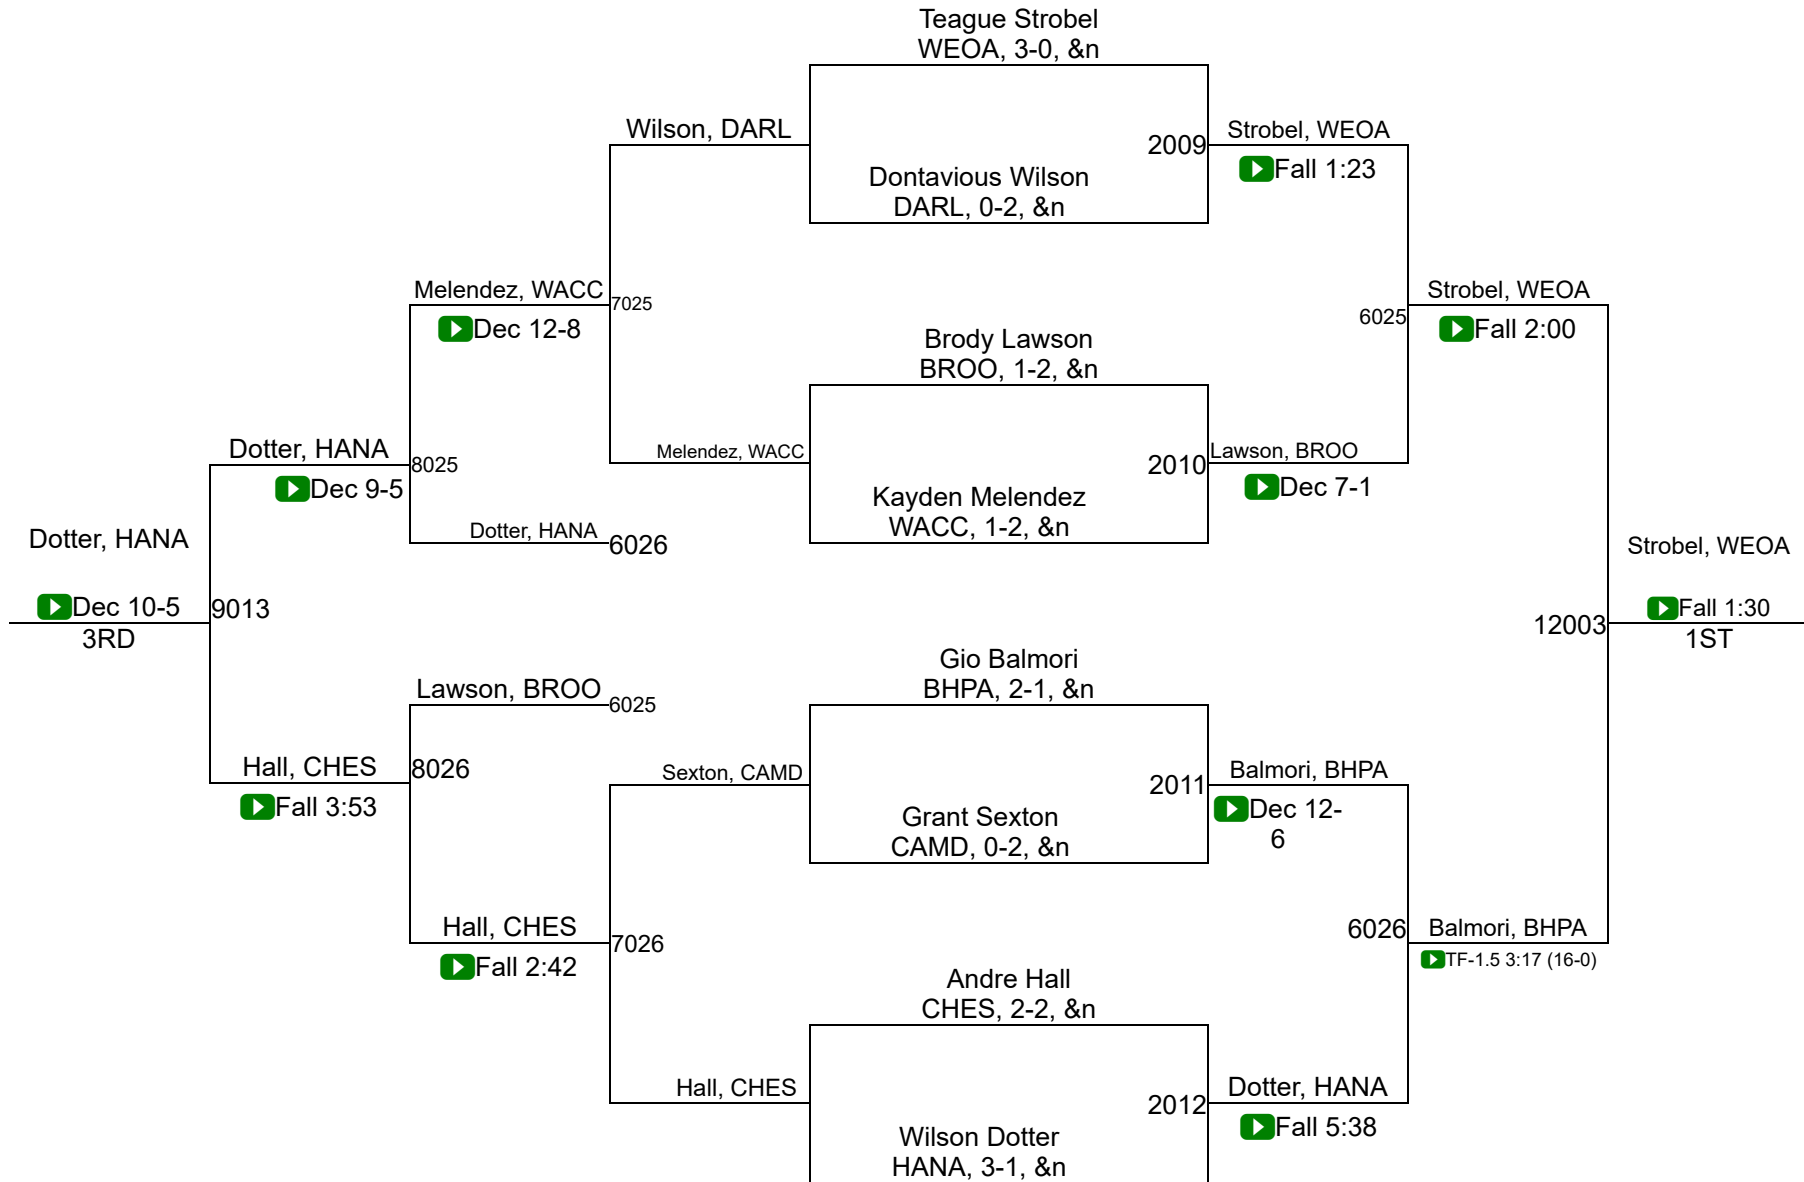 Teague Strobel
WEOA, 3-0, &n
Wilson, DARL
2009
Strobel, WEOA
Fall 1:23
Dontavious Wilson
DARL, 0-2, &n
Melendez, WACC
7025
Dec 12-8
6025
Strobel, WEOA
Fall 2:00
Brody Lawson
BROO, 1-2, &n
Dotter, HANA
8025
Dec 9-5
Melendez, WACC
2010
Lawson, BROO
Dec 7-1
Kayden Melendez
WACC, 1-2, &n
Dotter, HANA
6026
Dotter, HANA
Dec 10-5
9013
3RD
Strobel, WEOA
12003
Fall 1:30
1ST
Gio Balmori
BHPA, 2-1, &n
Lawson, BROO
6025
Hall, CHES
8026
Fall 3:53
Sexton, CAMD
2011
Balmori, BHPA
Dec 12-
6
Grant Sexton
CAMD, 0-2, &n
Hall, CHES
7026
Fall 2:42
6026
Balmori, BHPA
TF-1.5 3:17 (16-0)
Andre Hall
CHES, 2-2, &n
Hall, CHES
2012
Dotter, HANA
Fall 5:38
Wilson Dotter
HANA, 3-1, &n